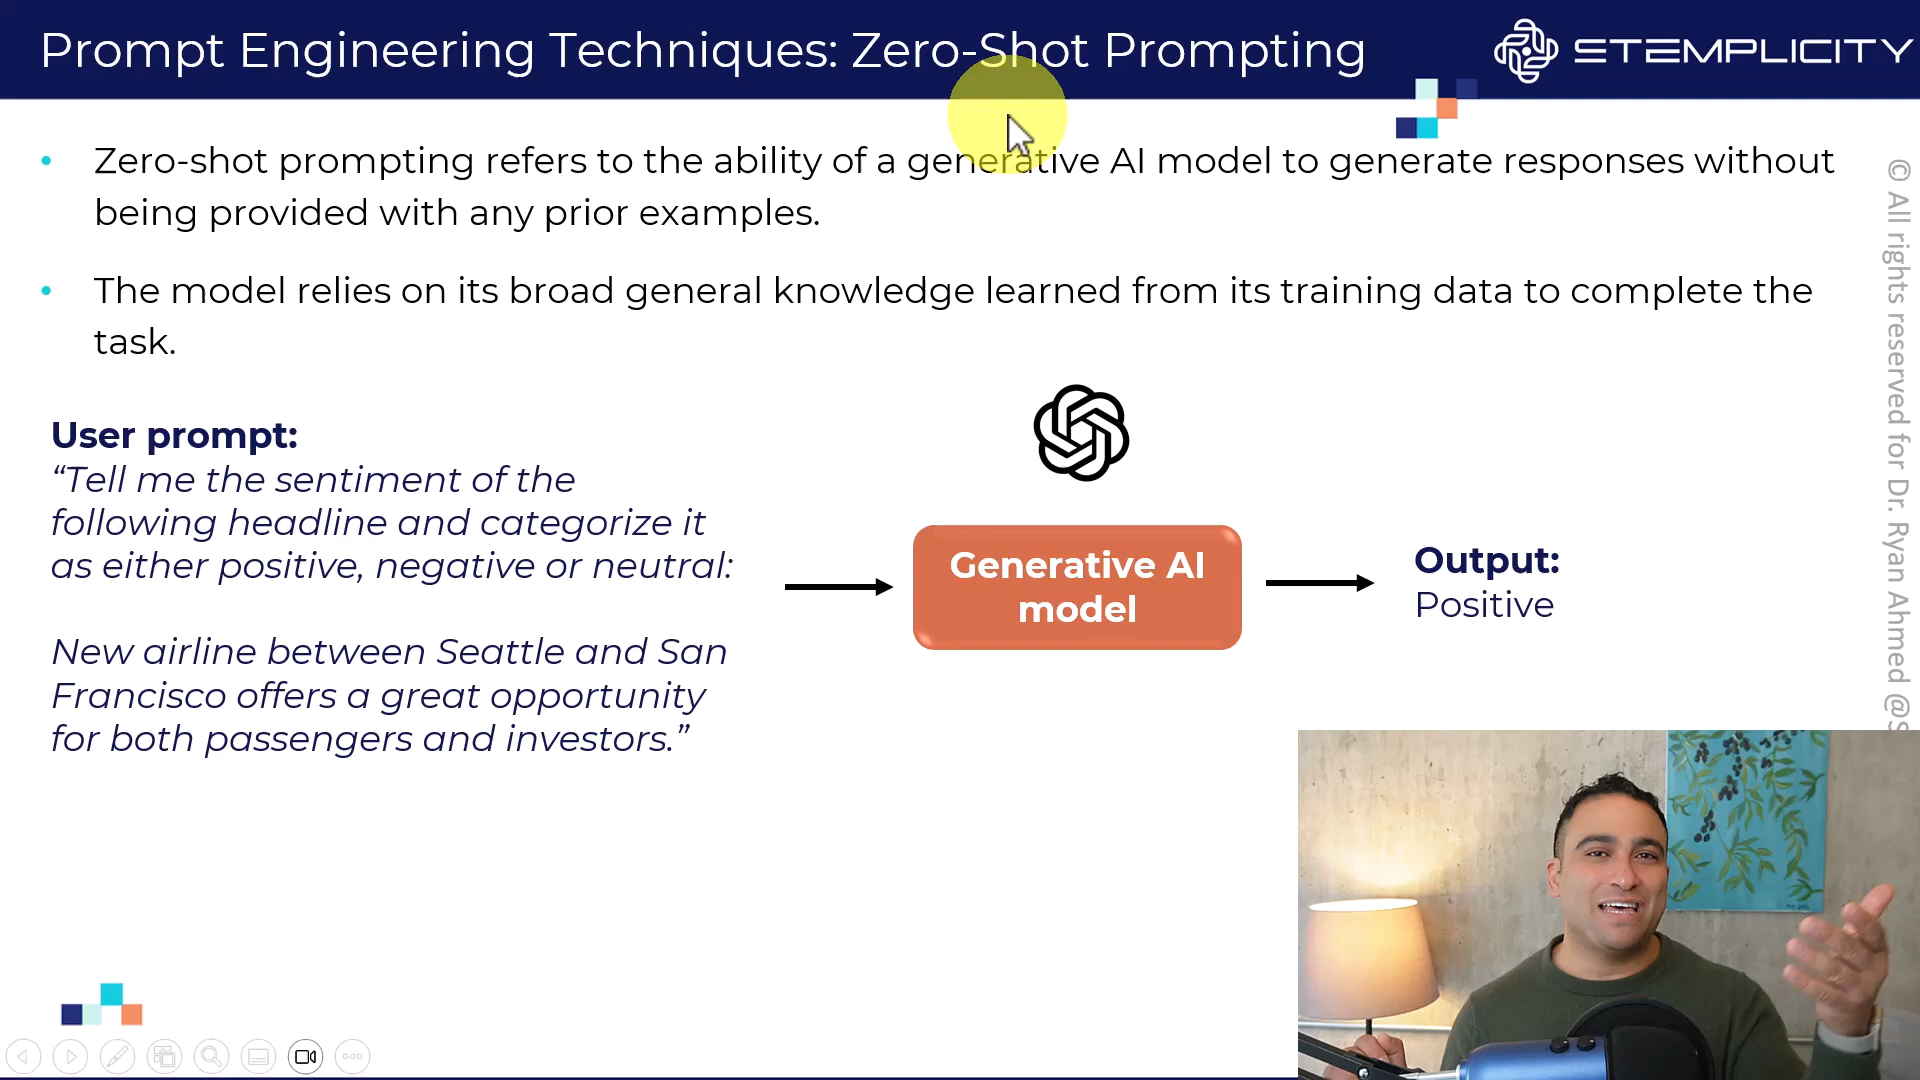 Prompt Engineering Techniques: Zero-Shot Prompting
STEMPLICITY
• Zero-shot prompting refers to the ability of a generative AI model to generate responses without
being provided with any prior examples.
• The model relies on its broad general knowledge learned from its training data to complete the
task.
User prompt:
“Tell me the sentiment of the
following headline and categorize it
as either positive, negative or neutral:
New airline between Seattle and San
Francisco offers a great opportunity
for both passengers and investors.”
Generative AI
model
Output:
Positive
© All rights reserved for Dr. Ryan Ahmed @S